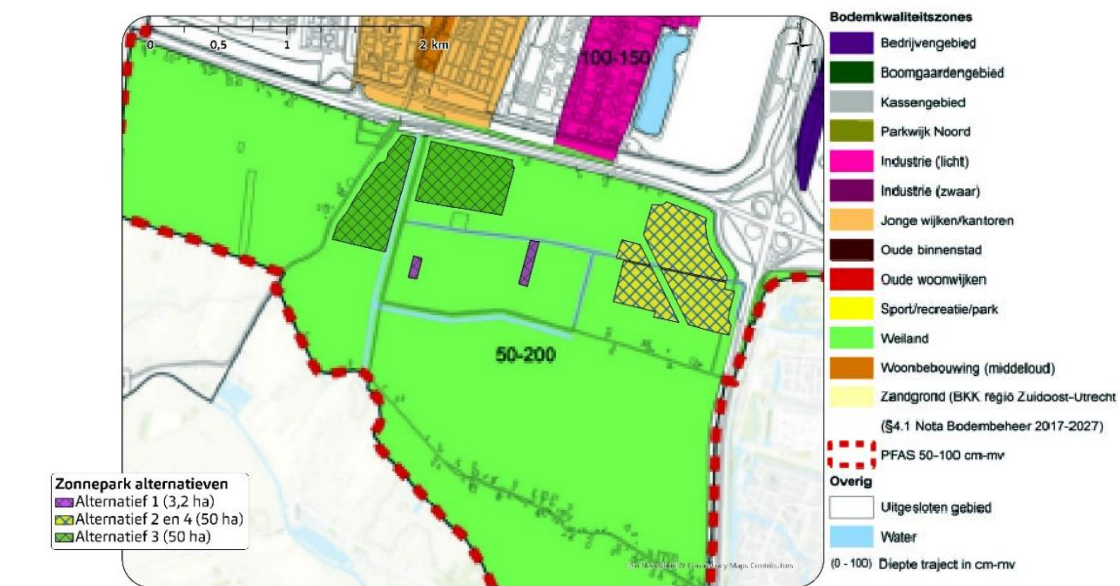 0 0,5 1 2 km
100-150
1
50-200
Zonnepark alternatieven
Alternatief 1 (3,2 ha)
Alternatief 2 en 4 (50 ha)
Alternatief 3 (50 ha)
Bodemkwaliteitszones
Bedrijvengebied
Boomgaardengebied
Kassengebied
Parkwijk Noord
Industrie (licht)
Industrie (zwaar)
Jonge wijken/kantoren
Oude binnenstad
Oude woonwijken
Sport/recreatie/park
Weiland
Woonbebouwing (middeloud)
Zandgrond (BKK regio Zuidoost-Utrecht
(§4.1 Nota Bodembeheer 2017-2027)
PFAS 50-100 cm-mv
Overig
Uitgesloten gebied
Water
(0 - 100) Diepte traject in cm-mv
Maps Contributors